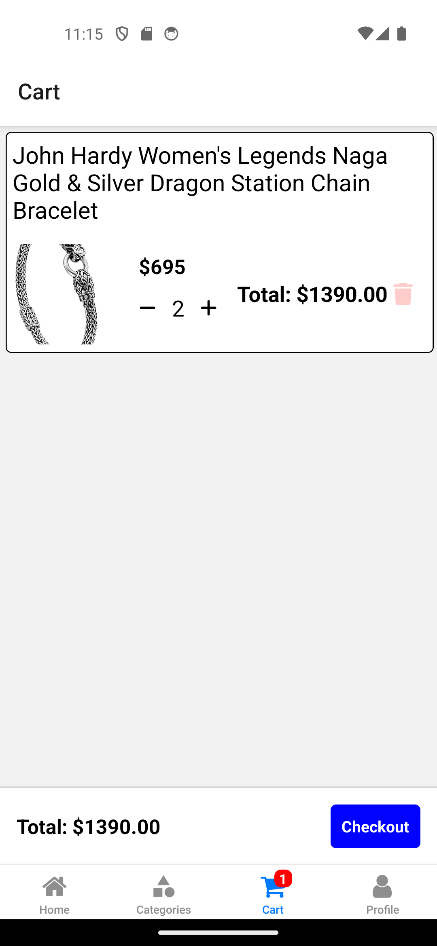 11:15
Cart
John Hardy Women's Legends Naga
Gold & Silver Dragon Station Chain
Bracelet
$695
2
Total: $1390.00
Total: $1390.00
Checkout
1
Home
Categories
Cart
Profile